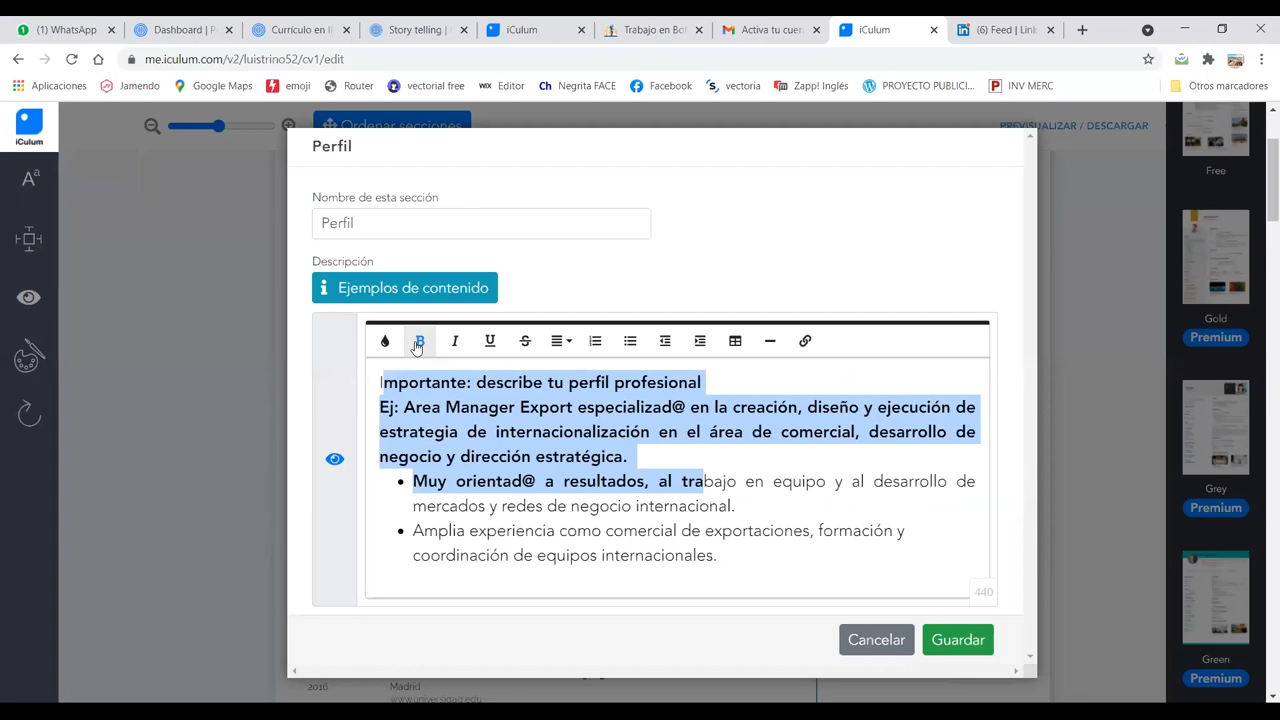 (1) WhatsApp
Dashboard | P
Currículo en lí
Story telling |
iCulum
Trabajo en Bo
Activa tu cuen
iCulum
(6) Feed | Link
me.iculum.com/v2/luistrino52/cv1/edit
Aplicaciones
Jamendo
Google Maps
emoji
Router
vectorial free
WIX Editor
Ch Negrita FACE
Facebook
vectoria
Zapp! Inglés
PROYECTO PUBLICI...
INV MERC
Otros marcadores
iCulum
Ordenar secciones
PREVISUALIZAR / DESCARGAR
Perfil
Nombre de esta sección
Perfil
Descripción
Ejemplos de contenido
Importante: describe tu perfil profesional
Ej: Area Manager Export especializad@ en la creación, diseño y ejecución de
estrategia de internacionalización en el área de comercial, desarrollo de
negocio y dirección estratégica.
• Muy orientad@ a resultados, al trabajo en equipo y al desarrollo de
mercados y redes de negocio internacional.
• Amplia experiencia como comercial de exportaciones, formación y
coordinación de equipos internacionales.
440
Cancelar
Guardar
2016
Madrid
www.universidad.edu
Free
Gold
Premium
Grey
Premium
Green
Premium